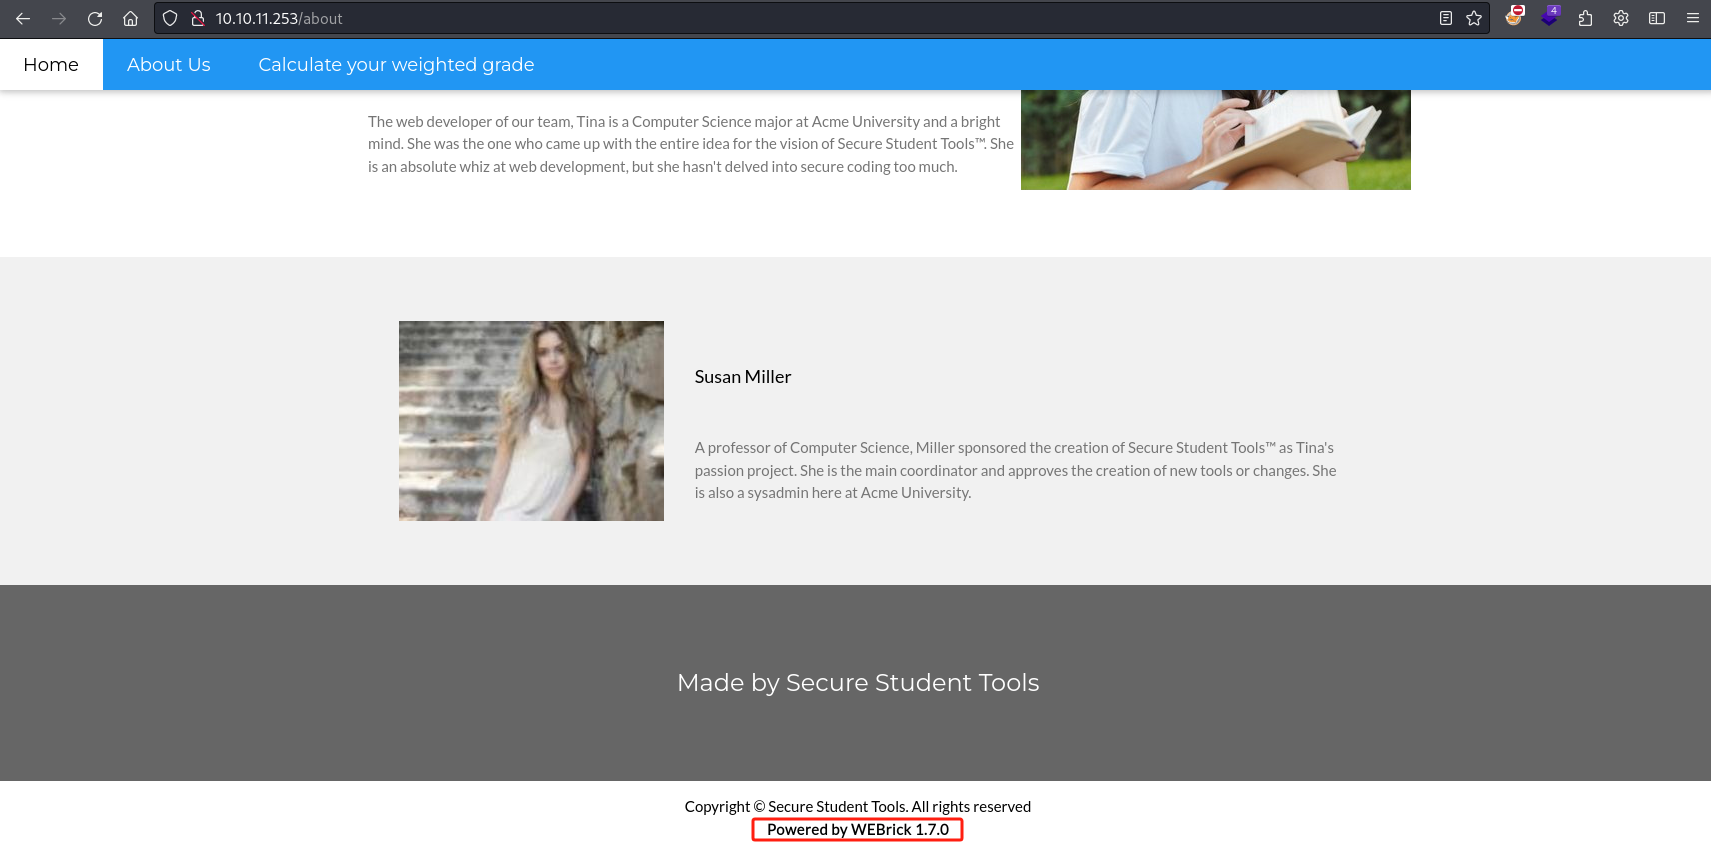 10.10.11.253/about
4
Home About Us Calculate your weighted grade
The web developer of our team, Tina is a Computer Science major at Acme University and a bright
mind. She was the one who came up with the entire idea for the vision of Secure Student Tools™. She
is an absolute whiz at web development, but she hasn't delved into secure coding too much.
Susan Miller
A professor of Computer Science, Miller sponsored the creation of Secure Student Tools™ as Tina's
passion project. She is the main coordinator and approves the creation of new tools or changes. She
is also a sysadmin here at Acme University.
Made by Secure Student Tools
Copyright © Secure Student Tools. All rights reserved
Powered by WEBrick 1.7.0